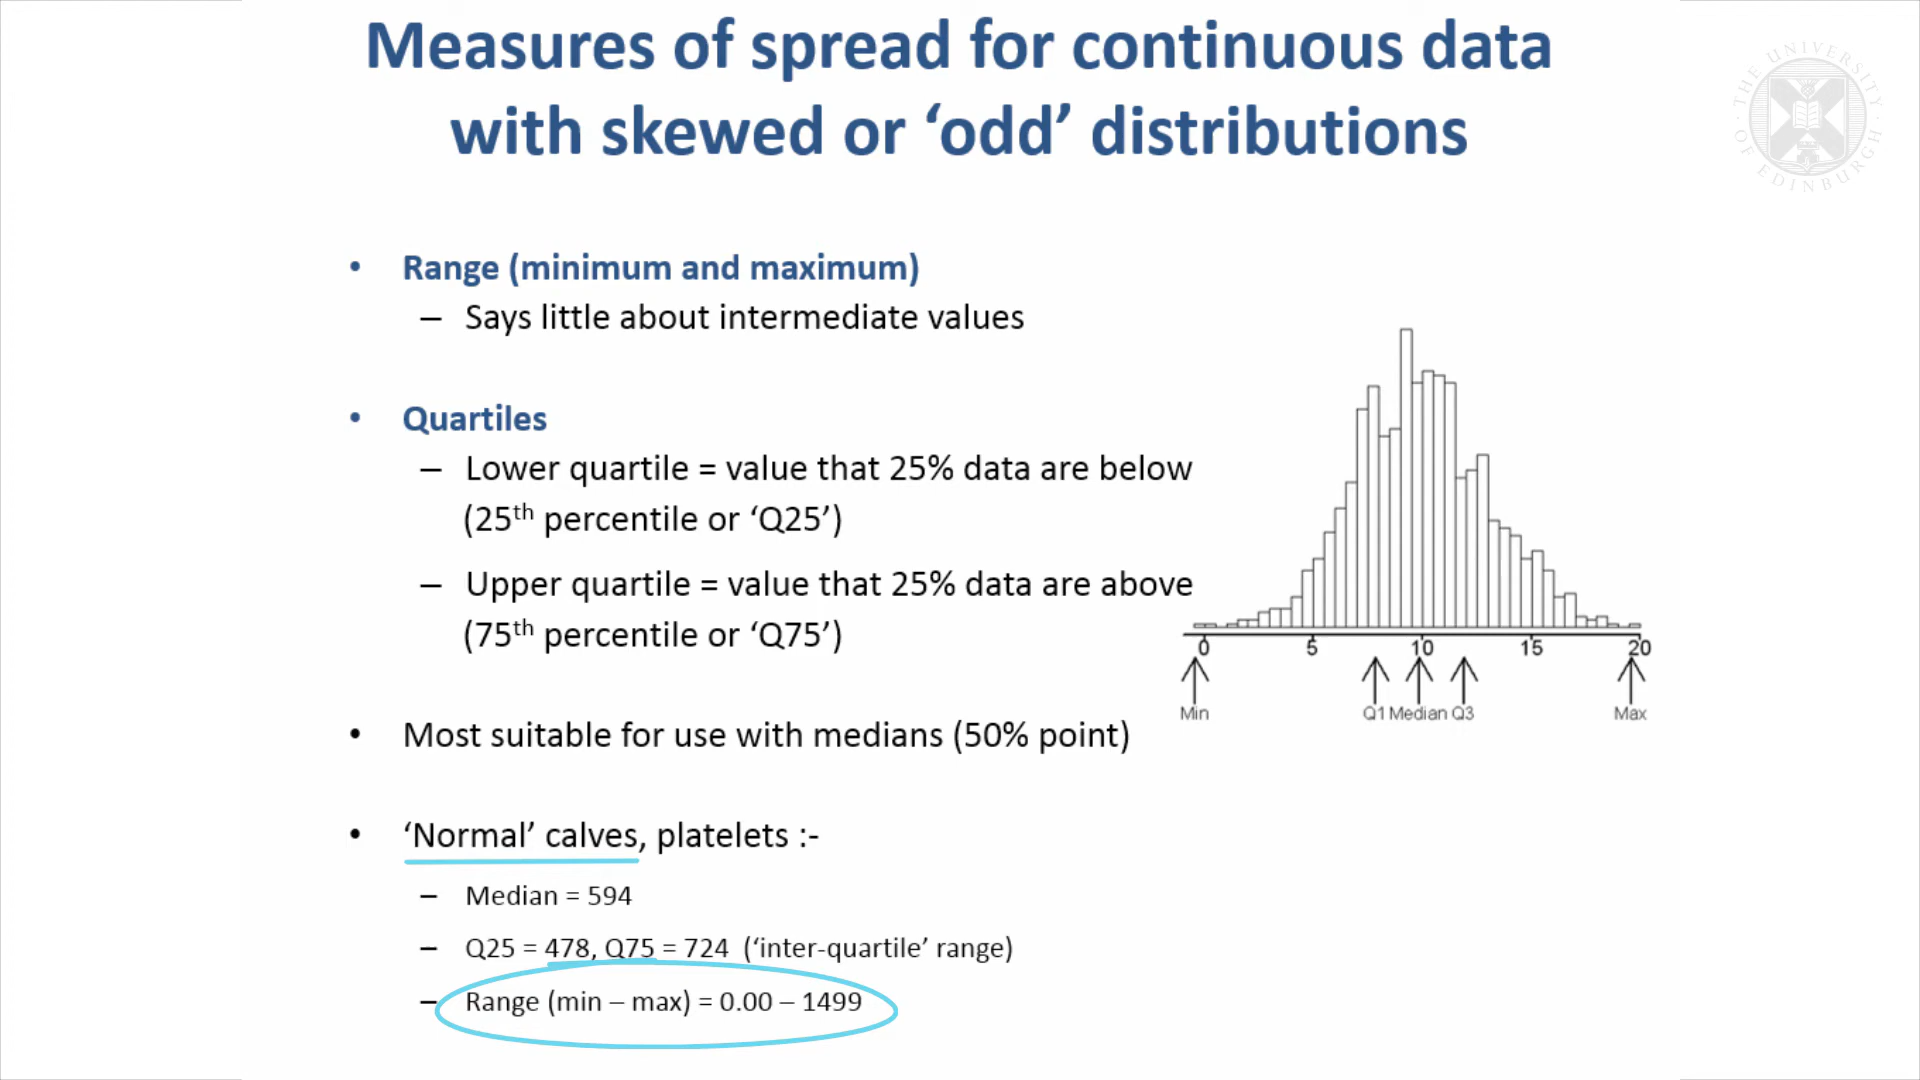 Measures of spread for continuous data
with skewed or ‘odd’ distributions
THE UNIVERSITY OF EDINBURGH
• Range (minimum and maximum)
– Says little about intermediate values
• Quartiles
– Lower quartile = value that 25% data are below
(25th percentile or ‘Q25’)
– Upper quartile = value that 25% data are above
(75th percentile or ‘Q75’)
0 5 10 15 20
Min Q1 Median Q3 Max
• Most suitable for use with medians (50% point)
• ‘Normal’ calves, platelets :-
– Median = 594
– Q25 = 478, Q75 = 724 (‘inter-quartile’ range)
– Range (min – max) = 0.00 – 1499